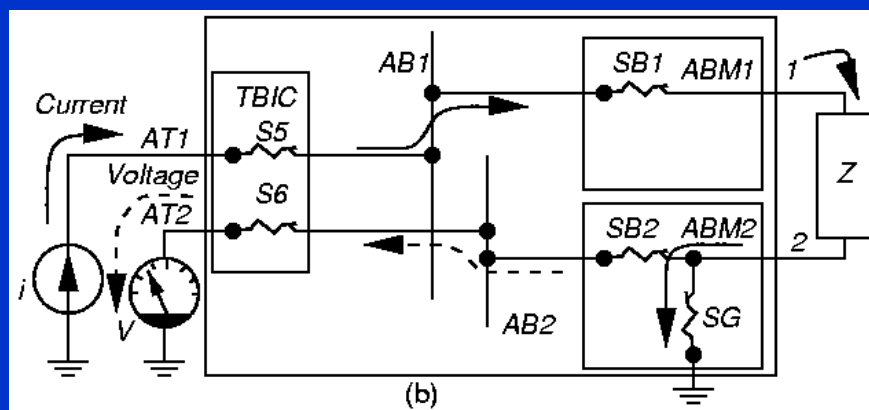 AB1
SB1 ABM1 1
Current
TBIC
AT1
S5
Voltage
Z
AT2
S6
SB2 ABM2 2
i
V
AB2
SG
(b)